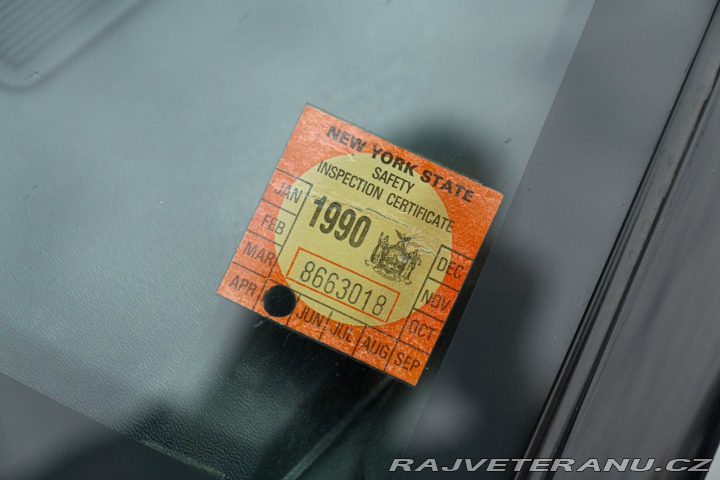 NEW YORK STATE
SAFETY
INSPECTION CERTIFICATE
1990
8663018
JAN
FEB
MAR
APR
JUN
JUL
AUG
SEP
OCT
NOV
DEC
RAJVETERANU.CZ